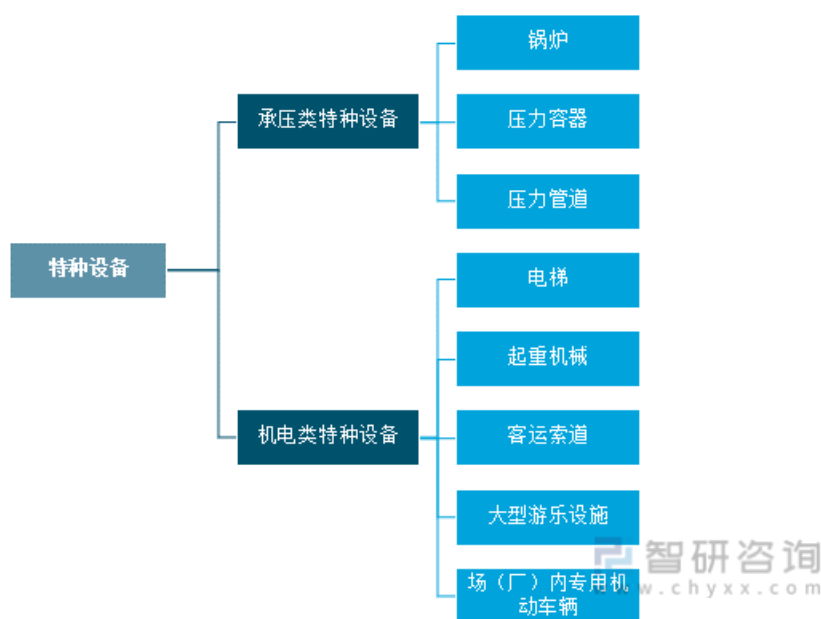 特种设备
承压类特种设备
锅炉
压力容器
压力管道
机电类特种设备
电梯
起重机械
客运索道
大型游乐设施
场（厂）内专用机
动车辆
智研咨询
www.chyxx.com